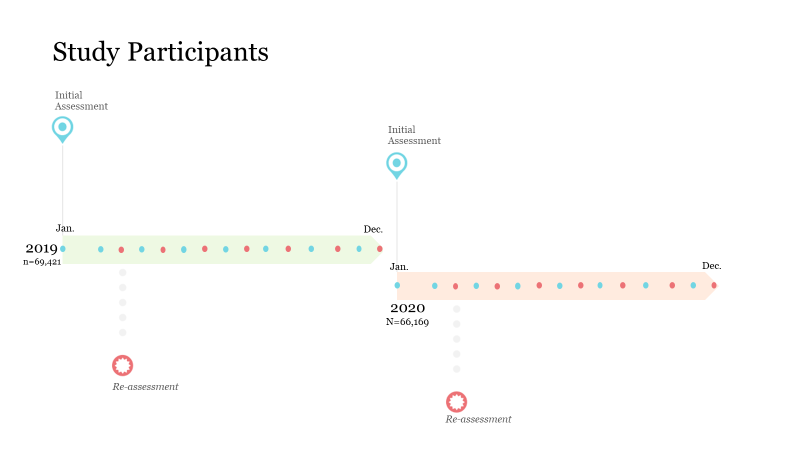 Study Participants
Initial
Assessment
Initial
Assessment
Jan.
Dec.
2019
n=69,421
Jan.
Dec.
2020
N=66,169
Re-assessment
Re-assessment